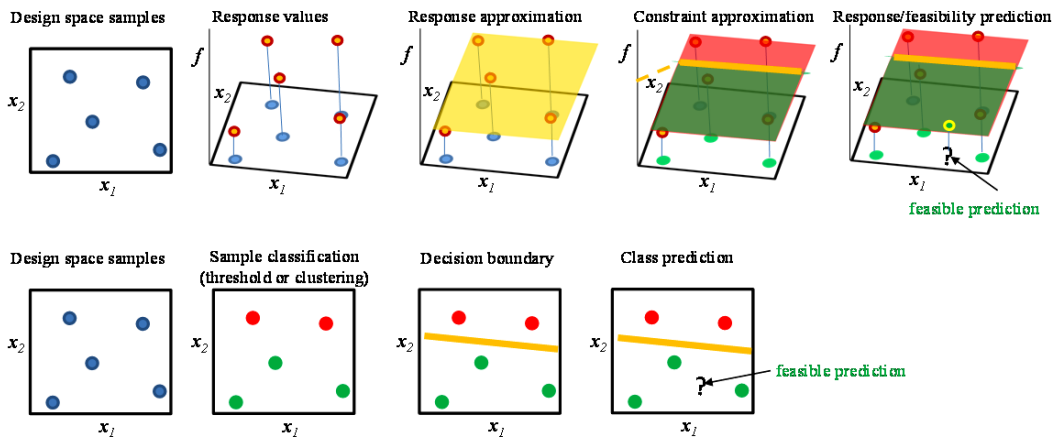 Design space samples
Response values
Response approximation
Constraint approximation
Response/feasibility prediction
f
f
f
f
x2
x2
x2
x2
x2
x1
x1
x1
x1
x1
?
feasible prediction
Design space samples
Sample classification
(threshold or clustering)
Decision boundary
Class prediction
x2
x2
x2
?
feasible prediction
x1
x1
x1
x1